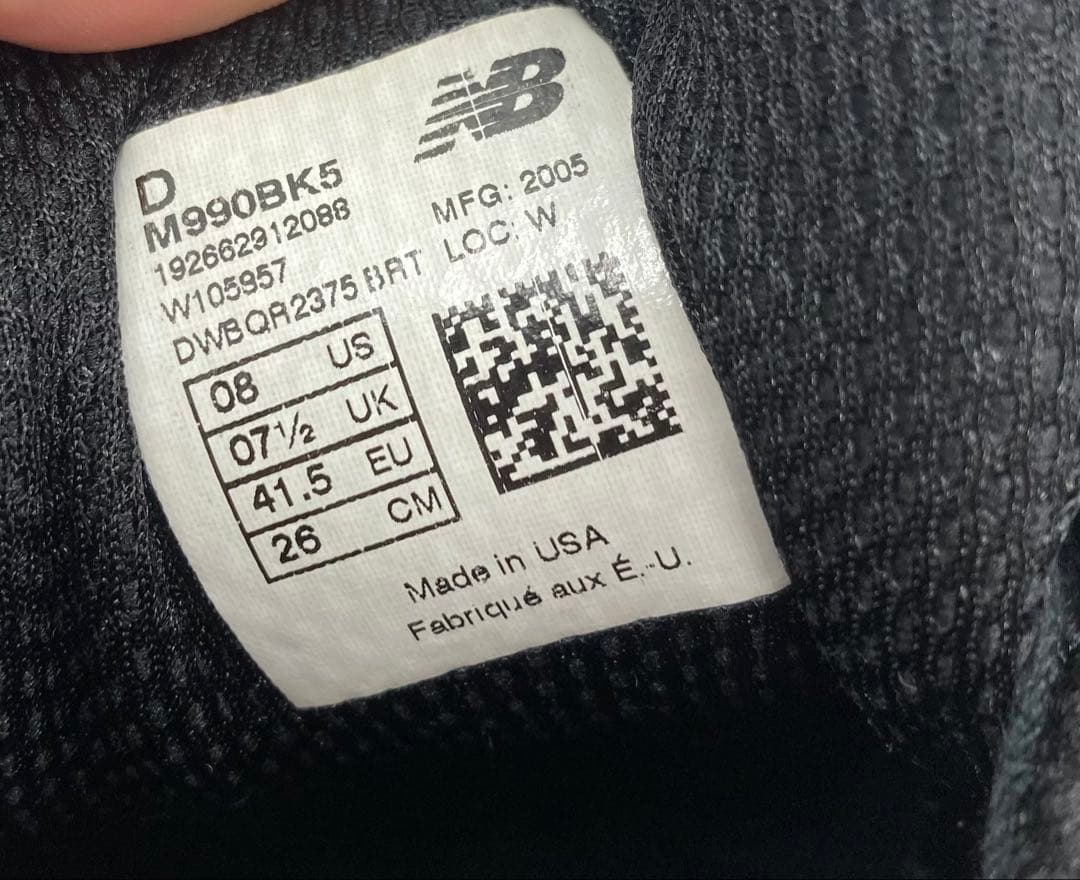 NB
D
M990BK5
192662912088
W105957
DWBQR2375 BRT
MFG: 2005
LOC: W
08 US
07½ UK
41.5 EU
26 CM
Made in USA
Fabriqué aux É.-U.